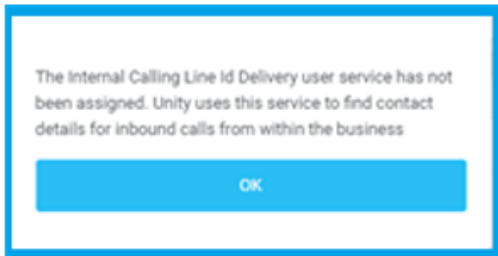 The Internal Calling Line Id Delivery user service has not
been assigned. Unity uses this service to find contact
details for inbound calls from within the business
OK